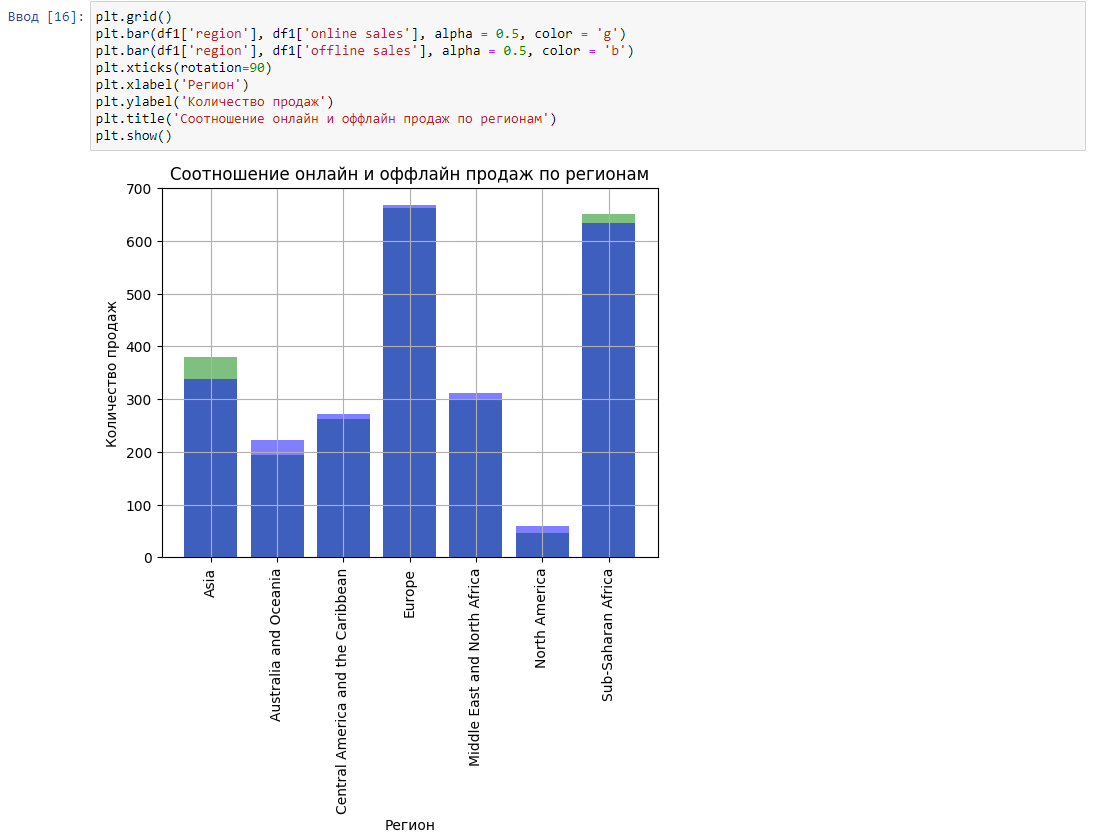 Ввод [16]:
plt.grid()
plt.bar(df1['region'], df1['online sales'], alpha = 0.5, color = 'g')
plt.bar(df1['region'], df1['offline sales'], alpha = 0.5, color = 'b')
plt.xticks(rotation=90)
plt.xlabel('Регион')
plt.ylabel('Количество продаж')
plt.title('Соотношение онлайн и оффлайн продаж по регионам')
plt.show()
Соотношение онлайн и оффлайн продаж по регионам
Количество продаж
700
600
500
400
300
200
100
0
Asia
Australia and Oceania
Central America and the Caribbean
Europe
Middle East and North Africa
North America
Sub-Saharan Africa
Регион